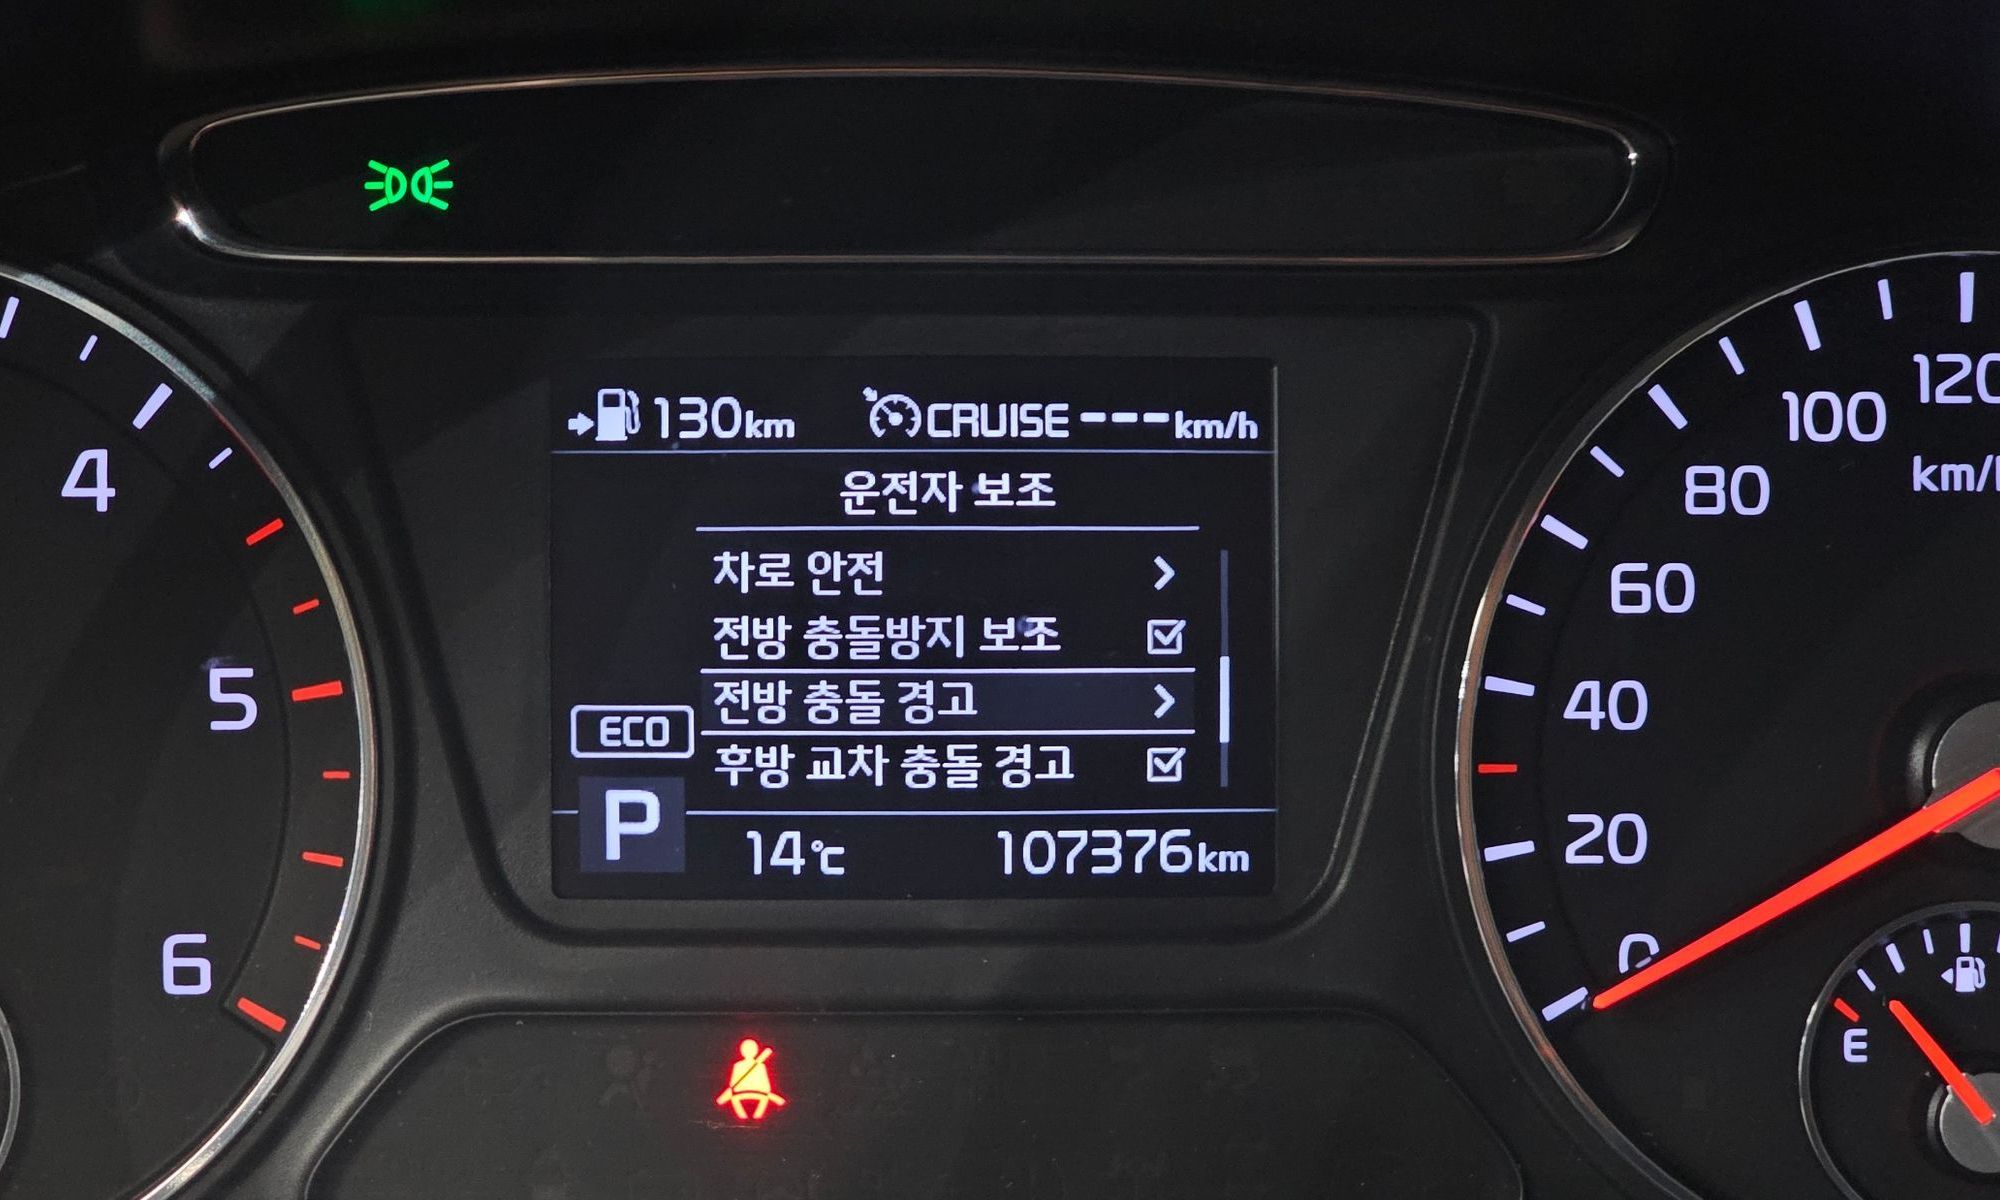 130km CRUISE ---km/h
운전자 보조
차로 안전
전방 충돌방지 보조
전방 충돌 경고
후방 교차 충돌 경고
ECO
P
14℃ 107376km
4
5
6
120
100
km/h
80
60
40
20
0
E